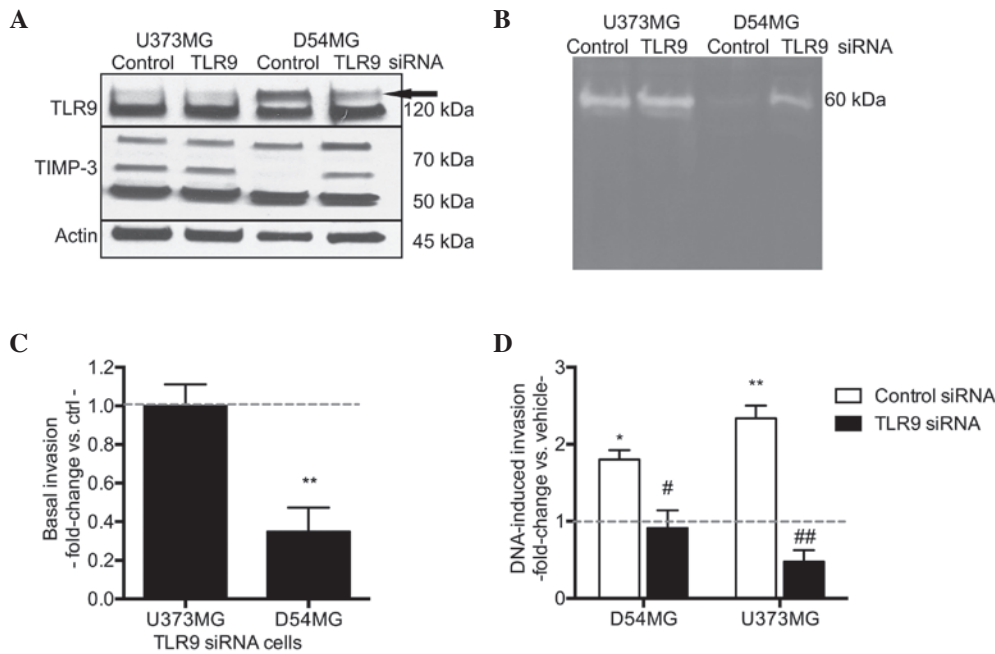 A
U373MG D54MG
Control TLR9 Control TLR9 siRNA
TLR9
120 kDa
TIMP-3
70 kDa
50 kDa
Actin
45 kDa
B
U373MG D54MG
Control TLR9 Control TLR9 siRNA
60 kDa
C
Basal invasion
- fold-change vs. ctrl -
1.2
1.0
0.8
0.6
0.4
0.2
0.0
**
U373MG D54MG
TLR9 siRNA cells
D
DNA-induced invasion
-fold-change vs. vehicle-
3
2
1
0
*
#
**
##
D54MG U373MG
Control siRNA
TLR9 siRNA